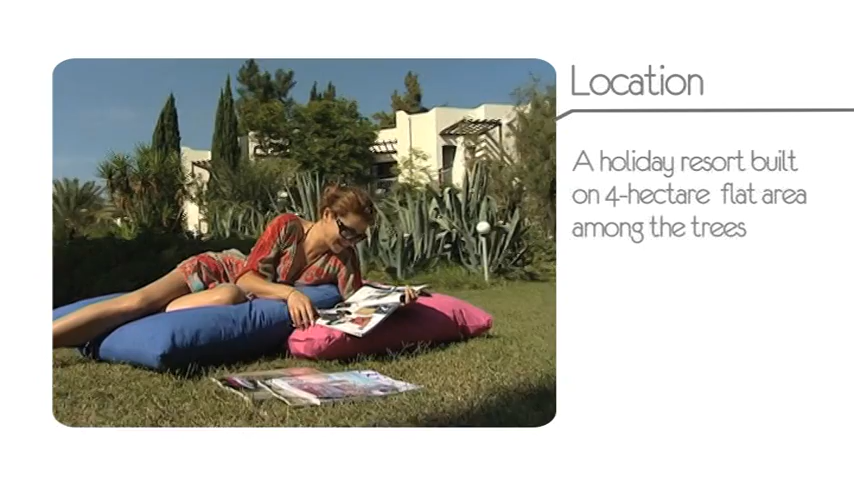 Location
A holiday resort built
on 4-hectare flat area
among the trees